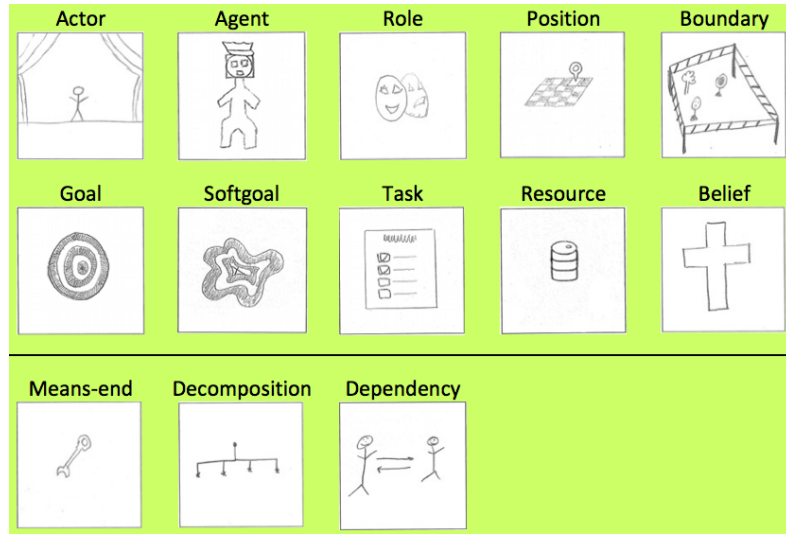 Actor Agent Role Position Boundary
Goal Softgoal Task Resource Belief
Means-end Decomposition Dependency